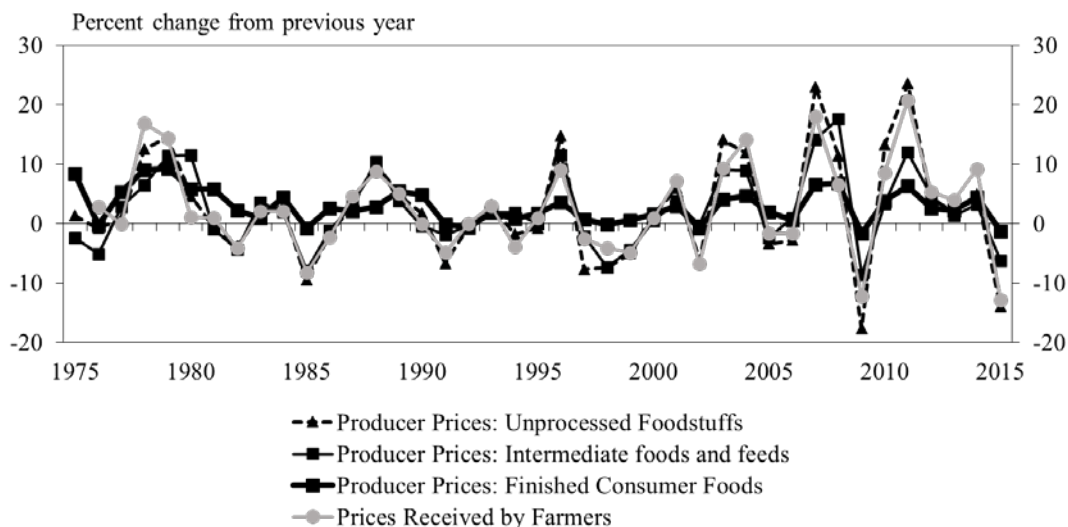 Percent change from previous year
30 30
20 20
10 10
0 0
-10 -10
-20 -20
1975 1980 1985 1990 1995 2000 2005 2010 2015
Producer Prices: Unprocessed Foodstuffs
Producer Prices: Intermediate foods and feeds
Producer Prices: Finished Consumer Foods
Prices Received by Farmers